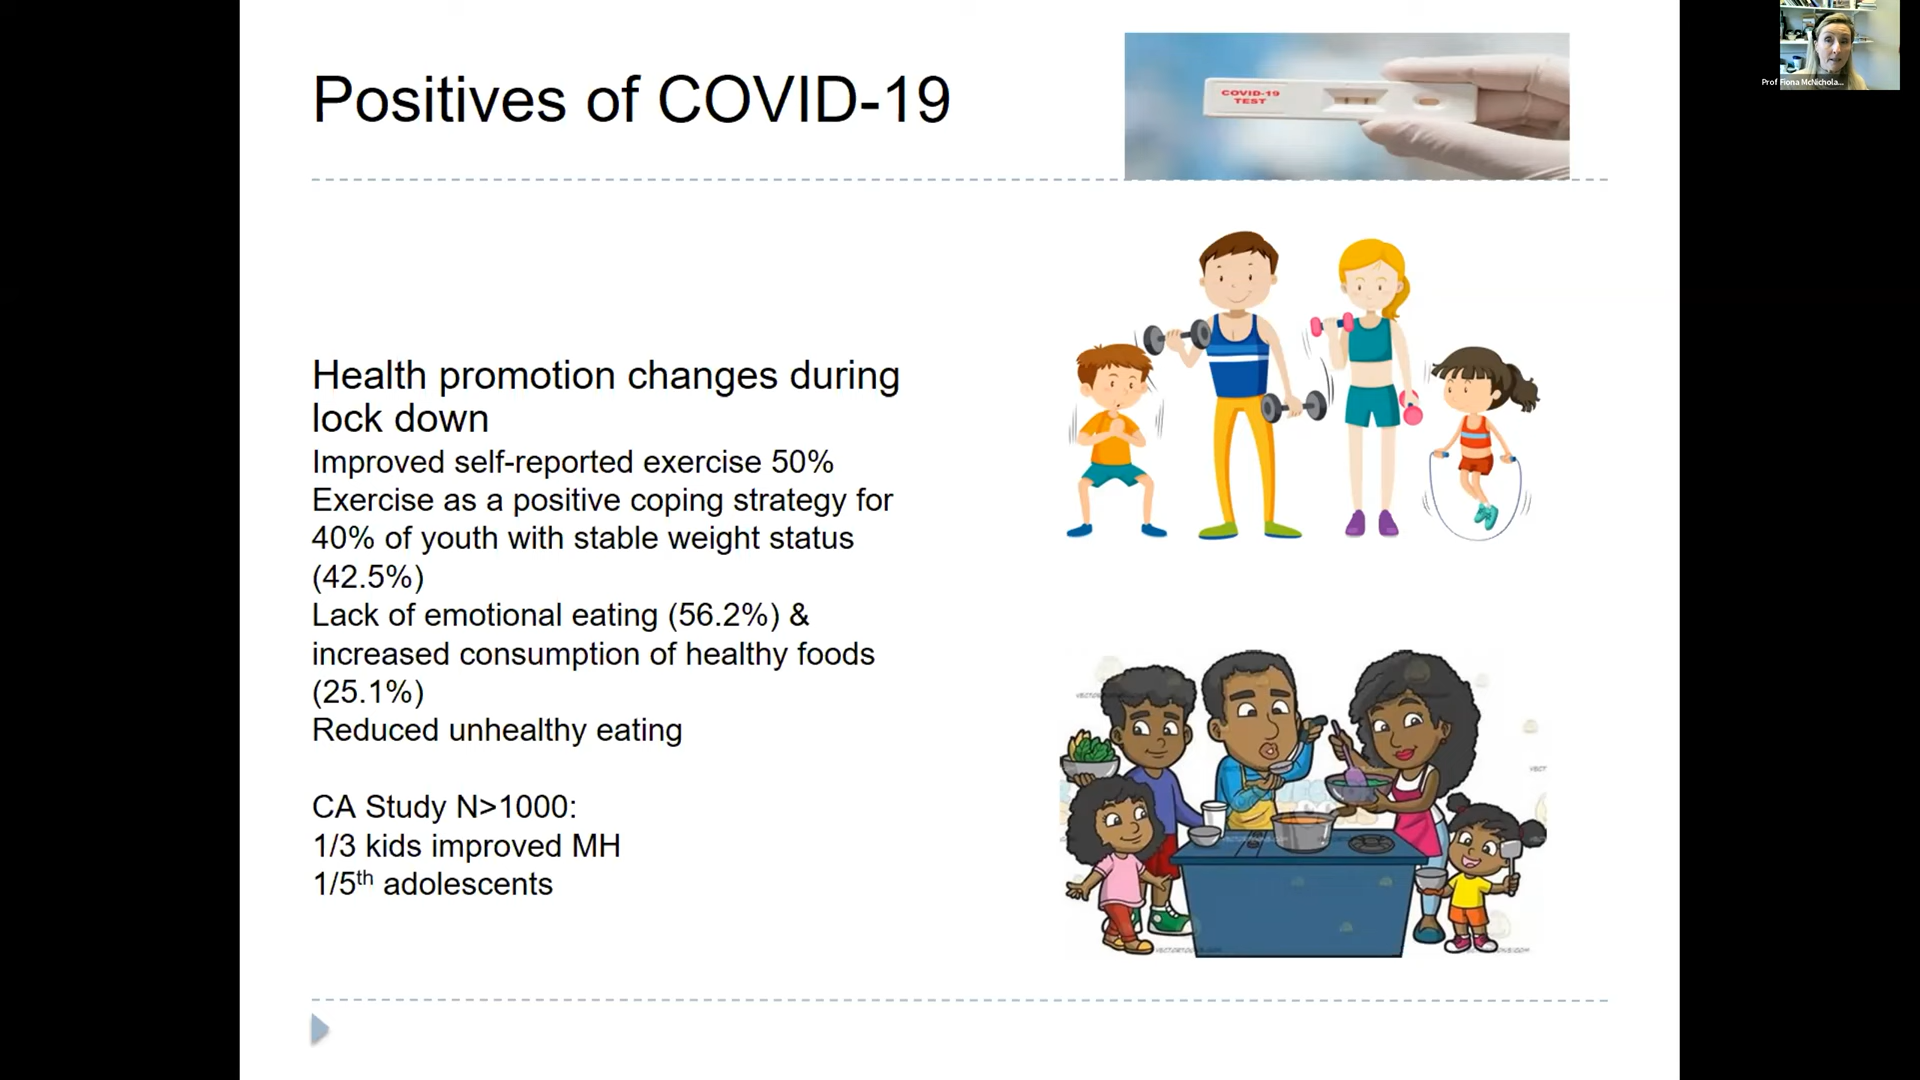 Positives of COVID-19
COVID-19
TEST
Prof Fiona McNichola...
Health promotion changes during
lock down
Improved self-reported exercise 50%
Exercise as a positive coping strategy for
40% of youth with stable weight status
(42.5%)
Lack of emotional eating (56.2%) &
increased consumption of healthy foods
(25.1%)
Reduced unhealthy eating
CA Study N>1000:
1/3 kids improved MH
1/5th adolescents